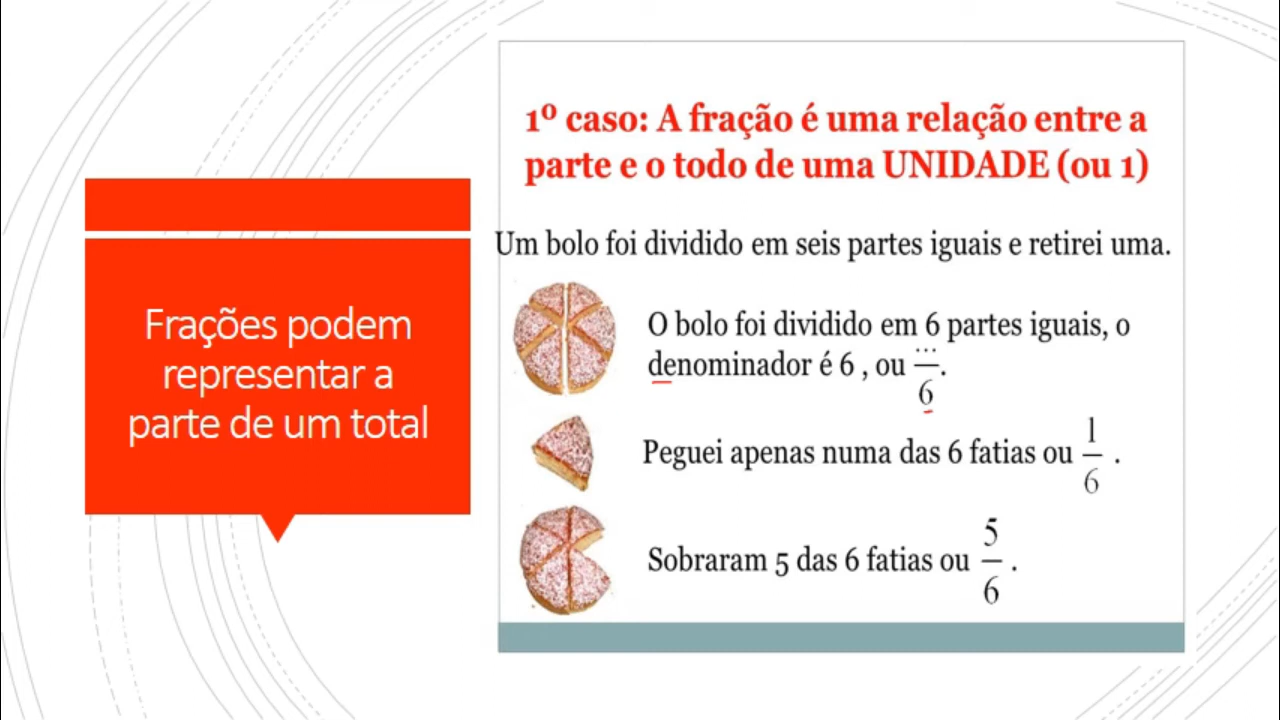 Frações podem
representar a
parte de um total
1º caso: A fração é uma relação entre a
parte e o todo de uma UNIDADE (ou 1)
Um bolo foi dividido em seis partes iguais e retirei uma.
O bolo foi dividido em 6 partes iguais, o
denominador é 6 , ou .../6.
Peguei apenas numa das 6 fatias ou 1/6 .
Sobraram 5 das 6 fatias ou 5/6 .